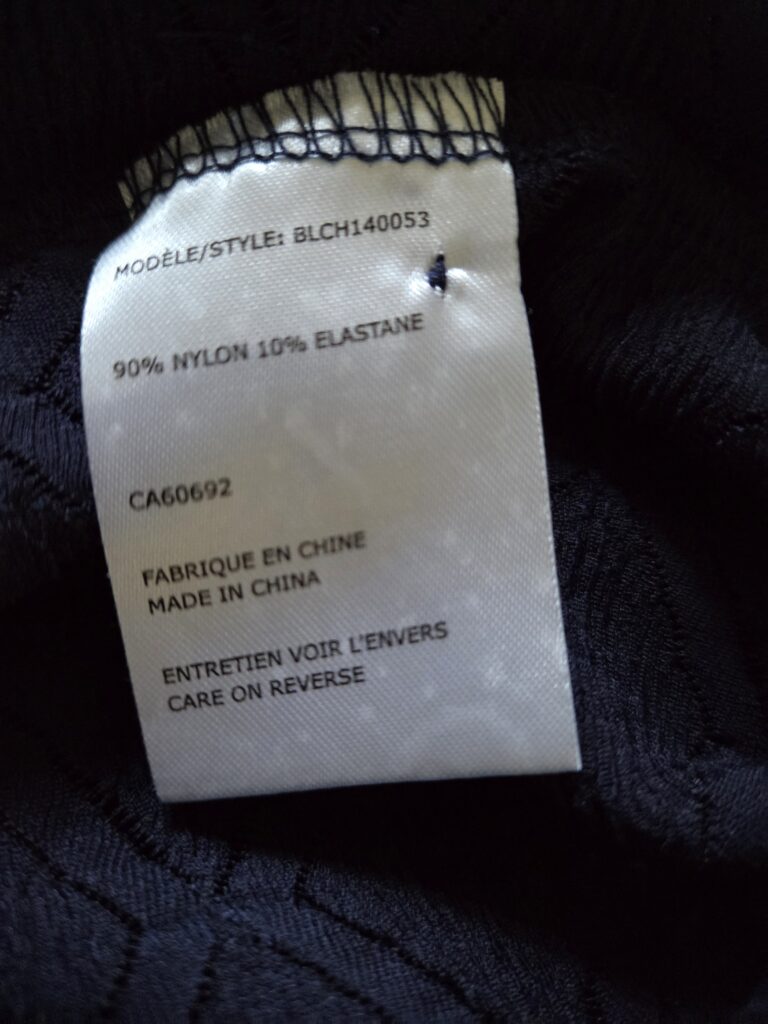 MODÈLE/STYLE: BLCH140053
90% NYLON 10% ELASTANE
CA60692
FABRIQUE EN CHINE
MADE IN CHINA
ENTRETIEN VOIR L'ENVERS
CARE ON REVERSE